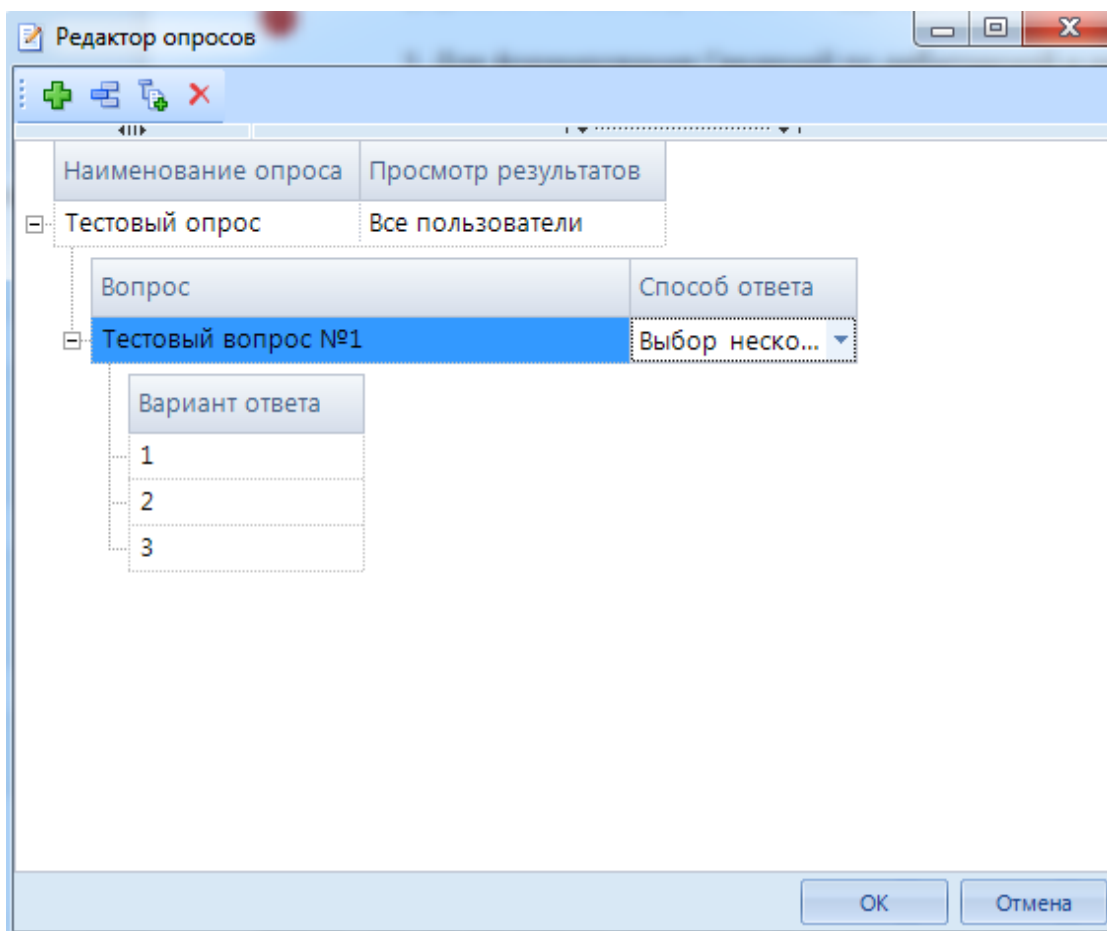 Редактор опросов
Наименование опроса Просмотр результатов
Тестовый опрос Все пользователи
Вопрос Способ ответа
Тестовый вопрос №1 Выбор неско...
Вариант ответа
1
2
3
ОК Отмена